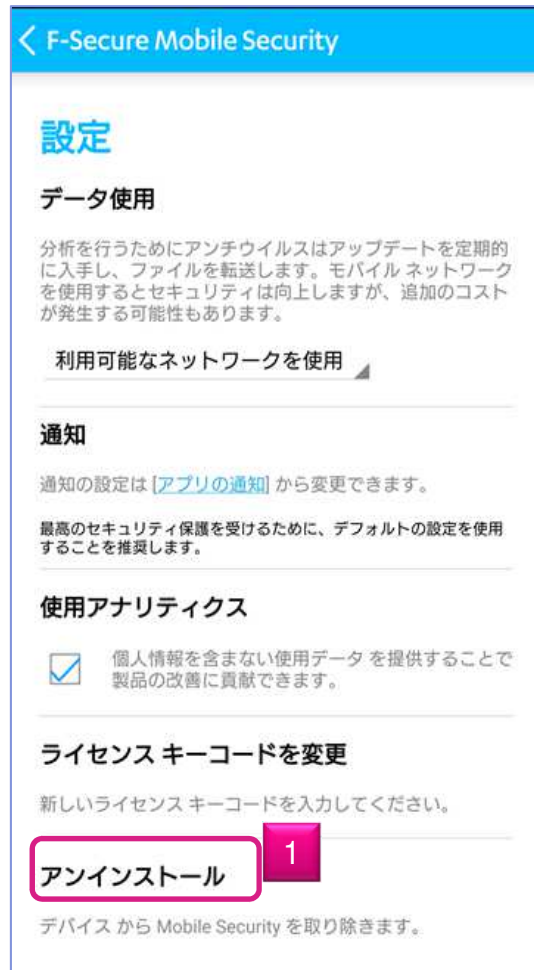 F-Secure Mobile Security
設定
データ使用
分析を行うためにアンチウイルスはアップデートを定期的
に入手し、ファイルを転送します。モバイル ネットワーク
を使用するとセキュリティは向上しますが、追加のコスト
が発生する可能性もあります。
利用可能なネットワークを使用
通知
通知の設定は [アプリの通知] から変更できます。
最高のセキュリティ保護を受けるために、デフォルトの設定を使用
することを推奨します。
使用アナリティクス
個人情報を含まない使用データ を提供することで
製品の改善に貢献できます。
ライセンス キーコードを変更
新しいライセンス キーコードを入力してください。
1
アンインストール
デバイス から Mobile Security を取り除きます。